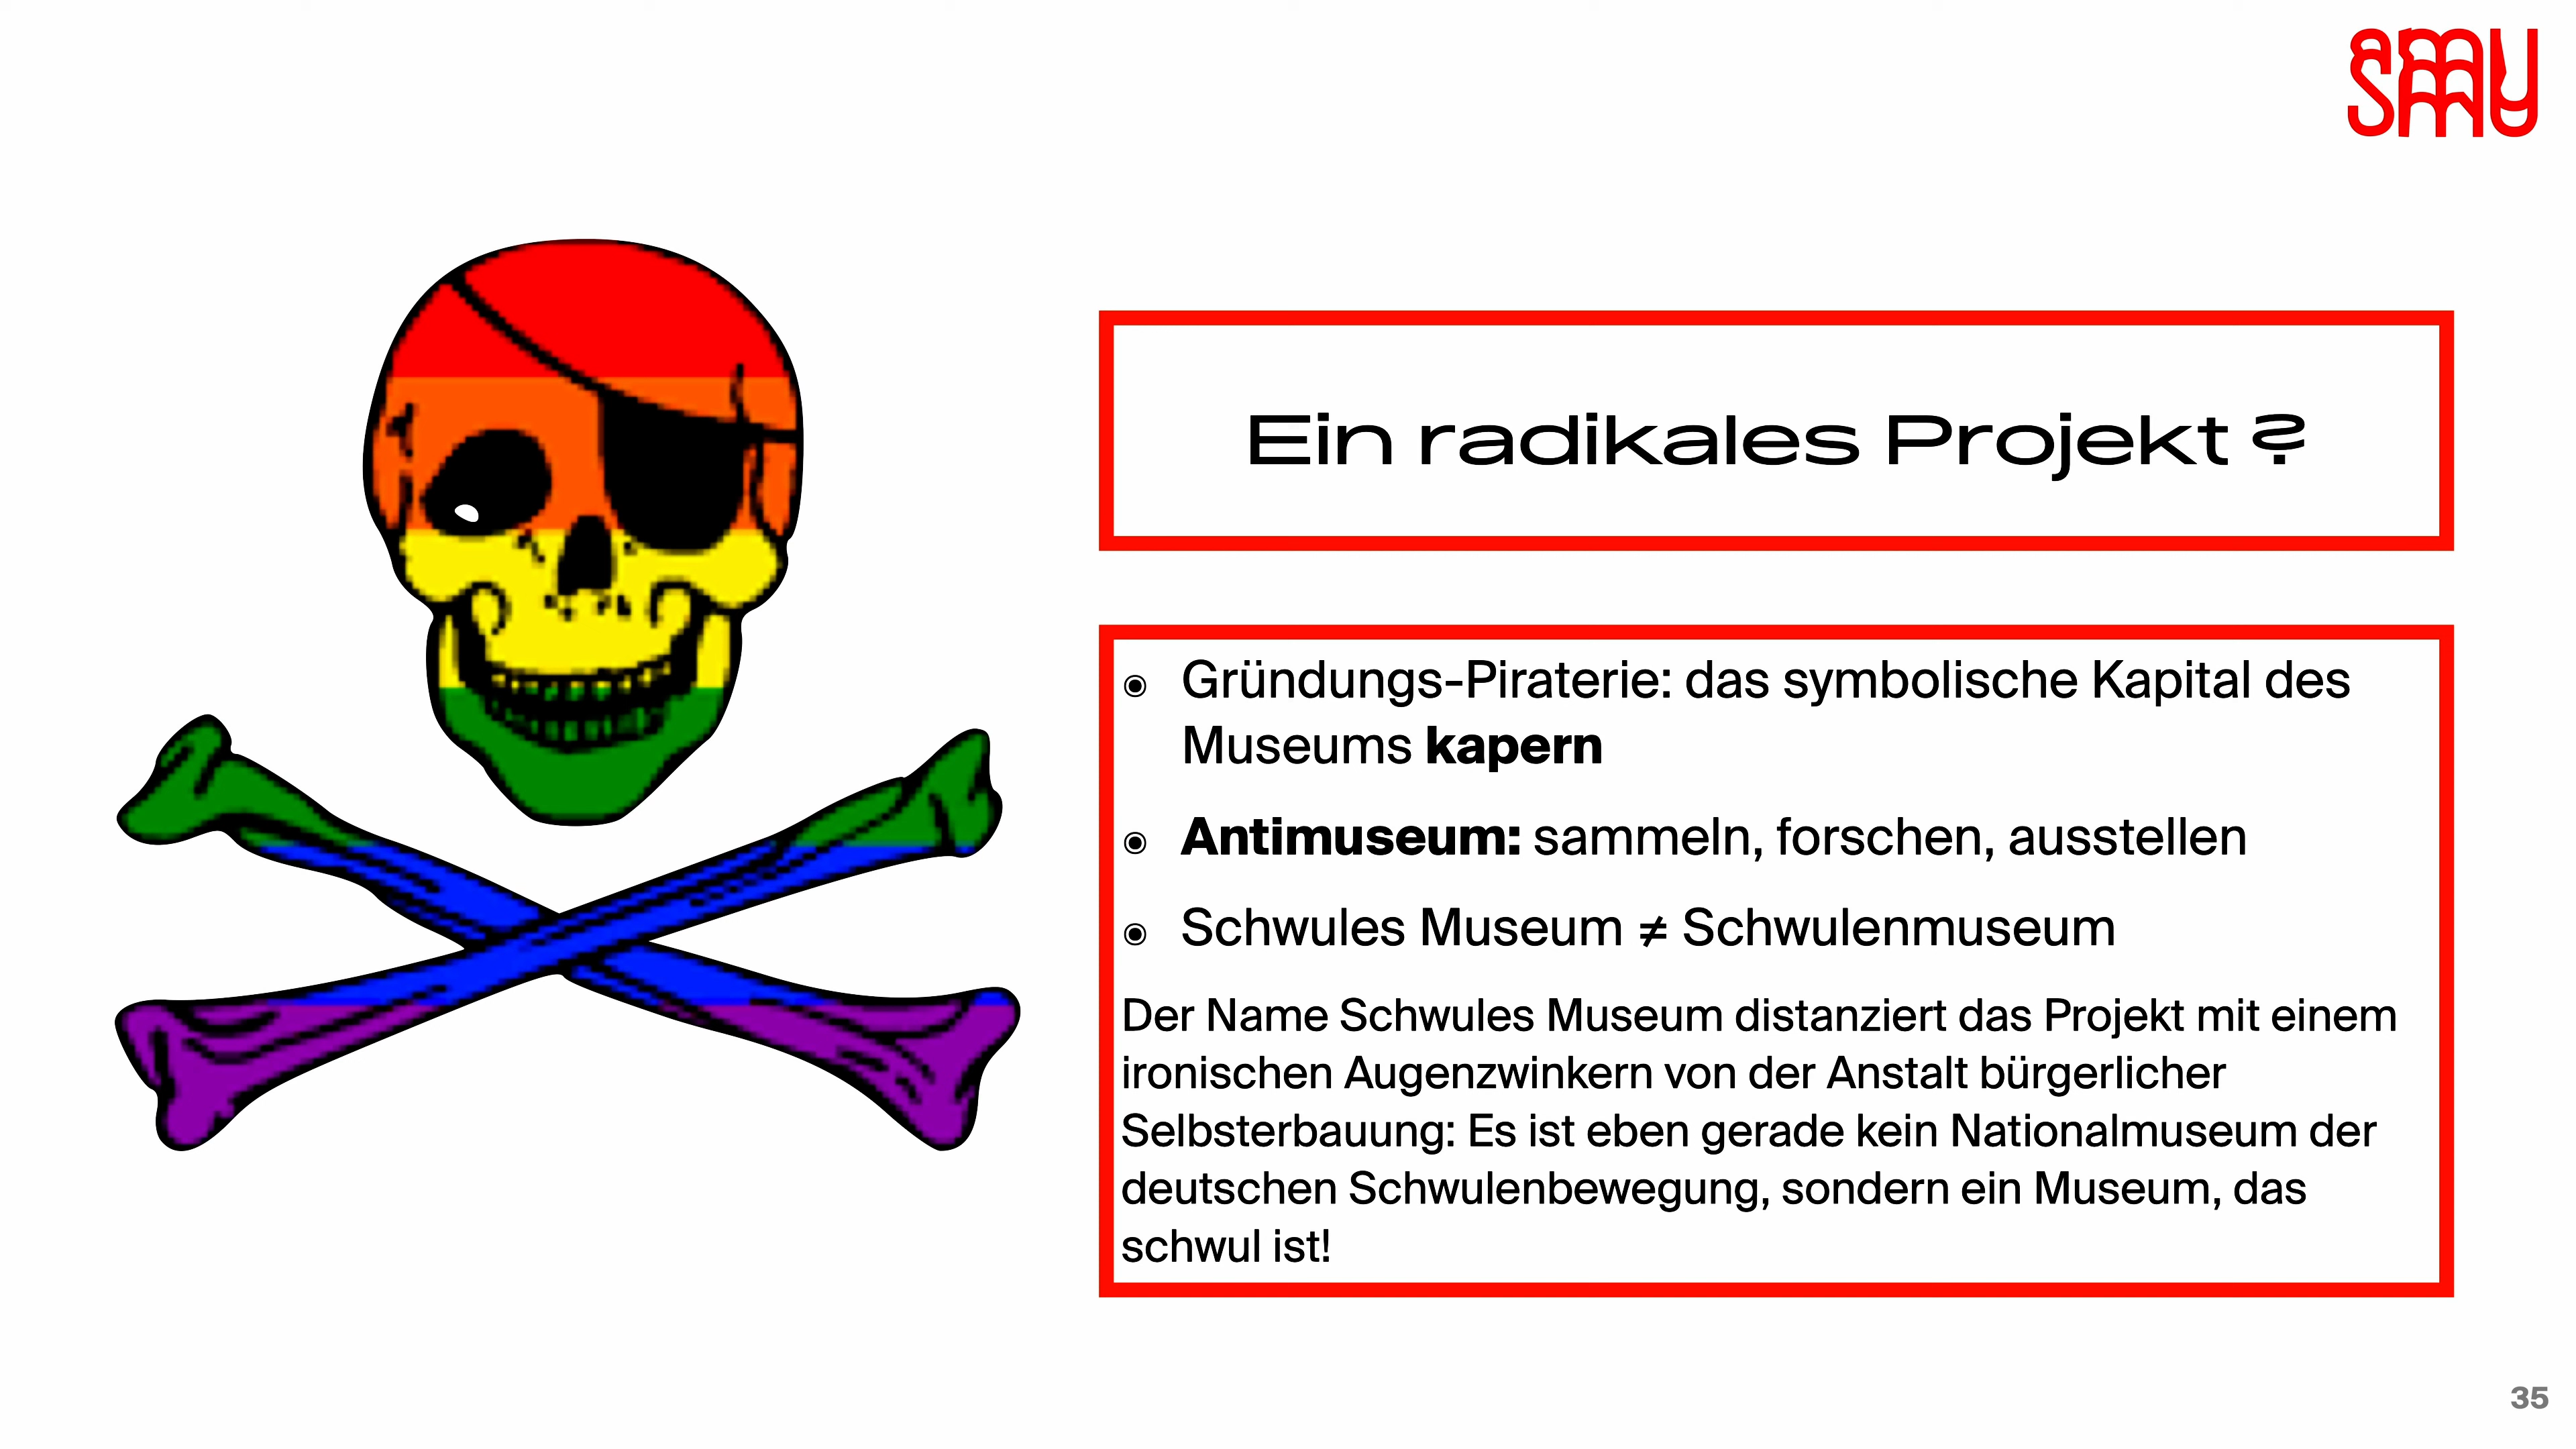 SMU
Ein radikales Projekt ?
◉ Gründungs-Piraterie: das symbolische Kapital des
Museums kapern
◉ Antimuseum: sammeln, forschen, ausstellen
◉ Schwules Museum ≠ Schwulenmuseum
Der Name Schwules Museum distanziert das Projekt mit einem
ironischen Augenzwinkern von der Anstalt bürgerlicher
Selbsterbauung: Es ist eben gerade kein Nationalmuseum der
deutschen Schwulenbewegung, sondern ein Museum, das
schwul ist!
35